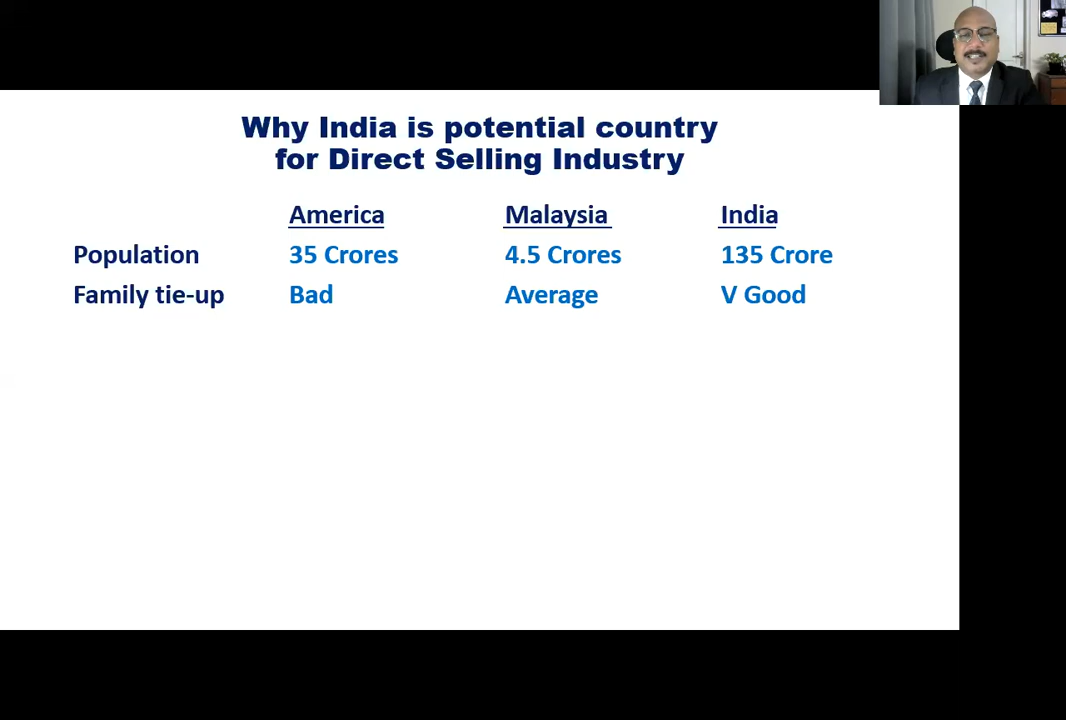 Why India is potential country
for Direct Selling Industry
America Malaysia India
Population 35 Crores 4.5 Crores 135 Crore
Family tie-up Bad Average V Good